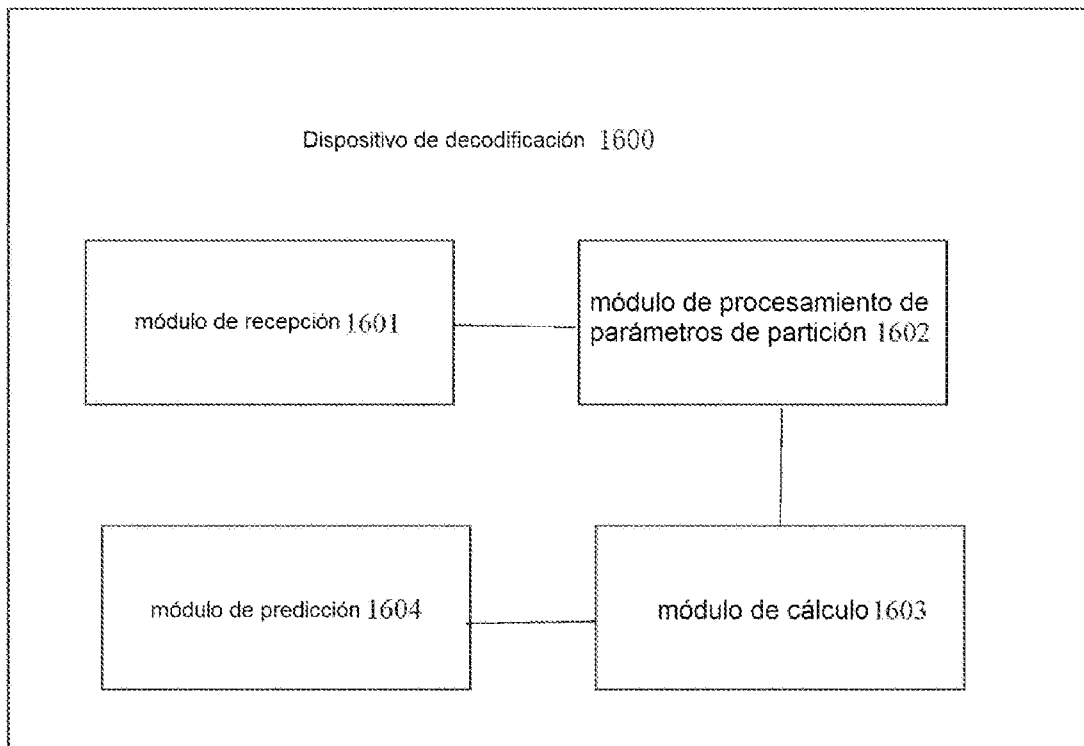 Dispositivo de decodificación 1600
módulo de recepción 1601
módulo de procesamiento de
parámetros de partición 1602
módulo de predicción 1604
módulo de cálculo 1603